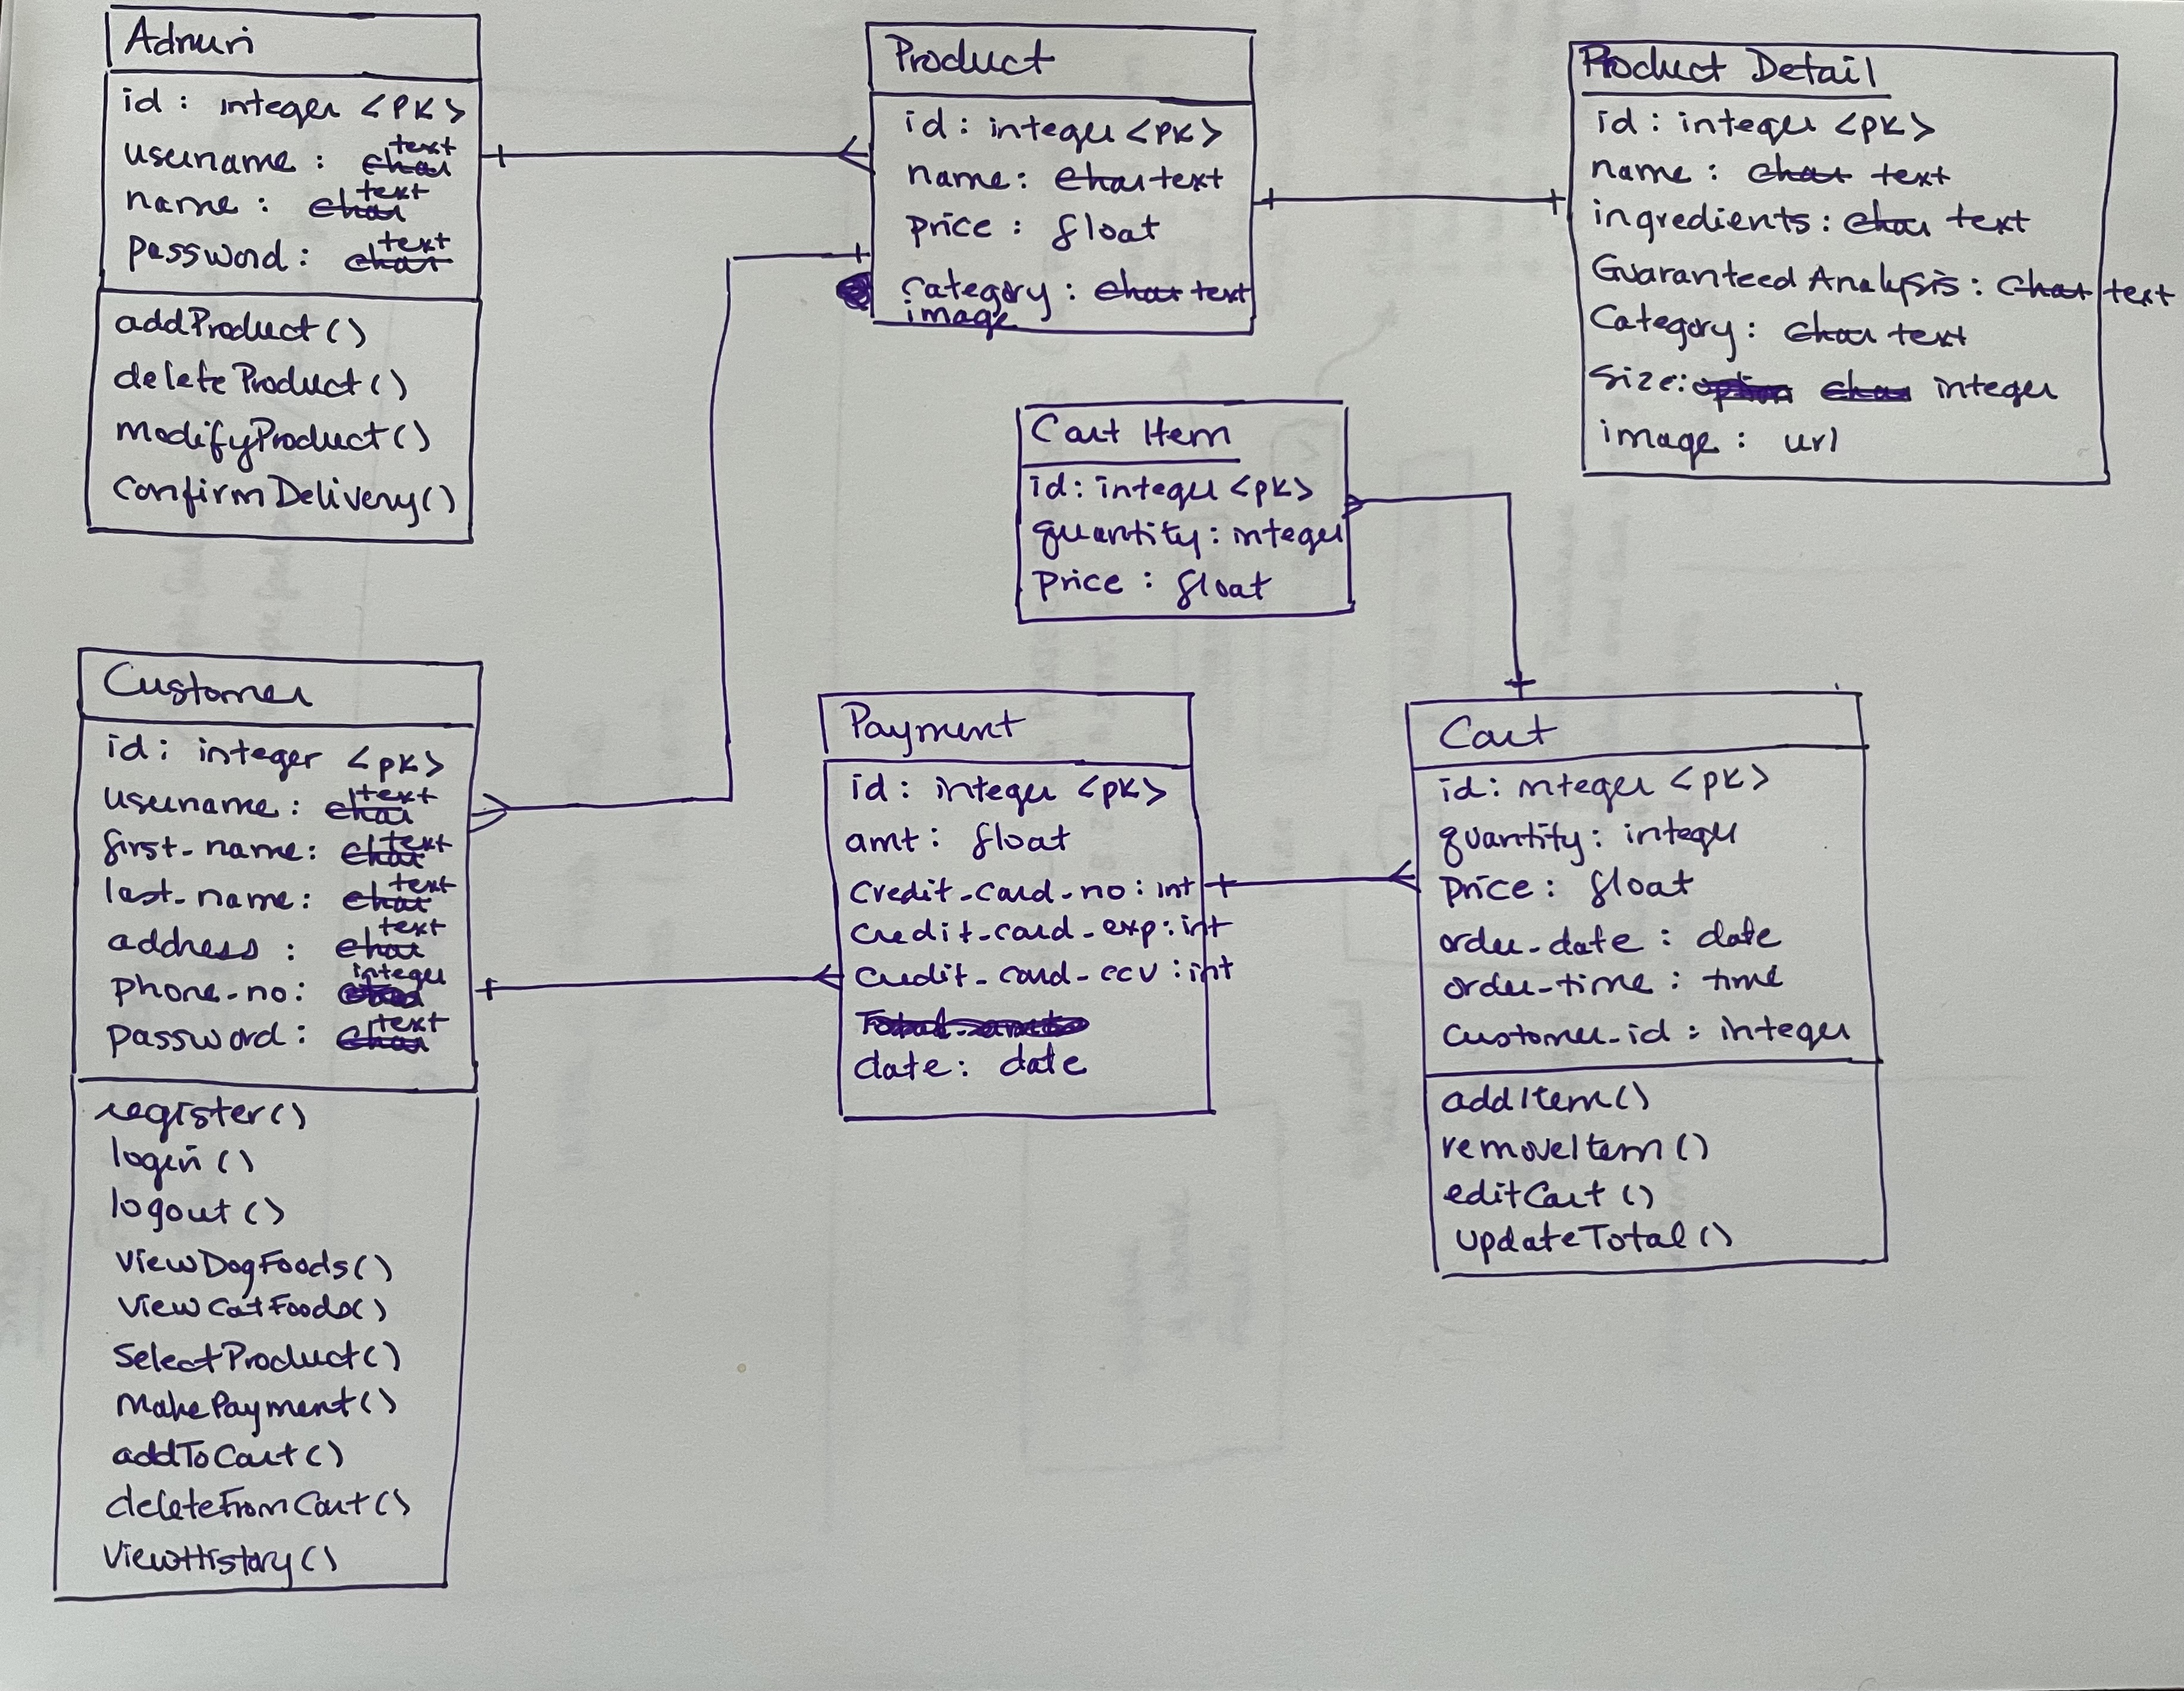 Admin
id : integer <PK>
username : char text
name : char text
password : char text
addProduct()
deleteProduct()
modifyProduct()
confirmDelivery()
Product
id : integer <PK>
name : char text
price : float
category : char text
image
Product Detail
id : integer <PK>
name : char text
ingredients : char text
Guaranteed Analysis : char text
Category : char text
Size: option char integer
image : url
Cart Item
id: integer <pk>
quantity : integer
price : float
Customer
id : integer <pk>
username : char text
first_name : char text
last_name : char text
address : char text
phone_no : integer
password : char text
register()
login()
logout()
viewDogFoods()
viewCatFoods()
SelectProduct()
MakePayment()
addToCart()
deleteFromCart()
ViewHistory()
Payment
id : integer <pk>
amt : float
credit_card_no : int
credit_card_exp : int
credit_card_ccv : int
date : date
Cart
id : integer <pk>
quantity : integer
price : float
order_date : date
order_time : time
customer_id : integer
addItem()
removeItem()
editCart()
updateTotal()